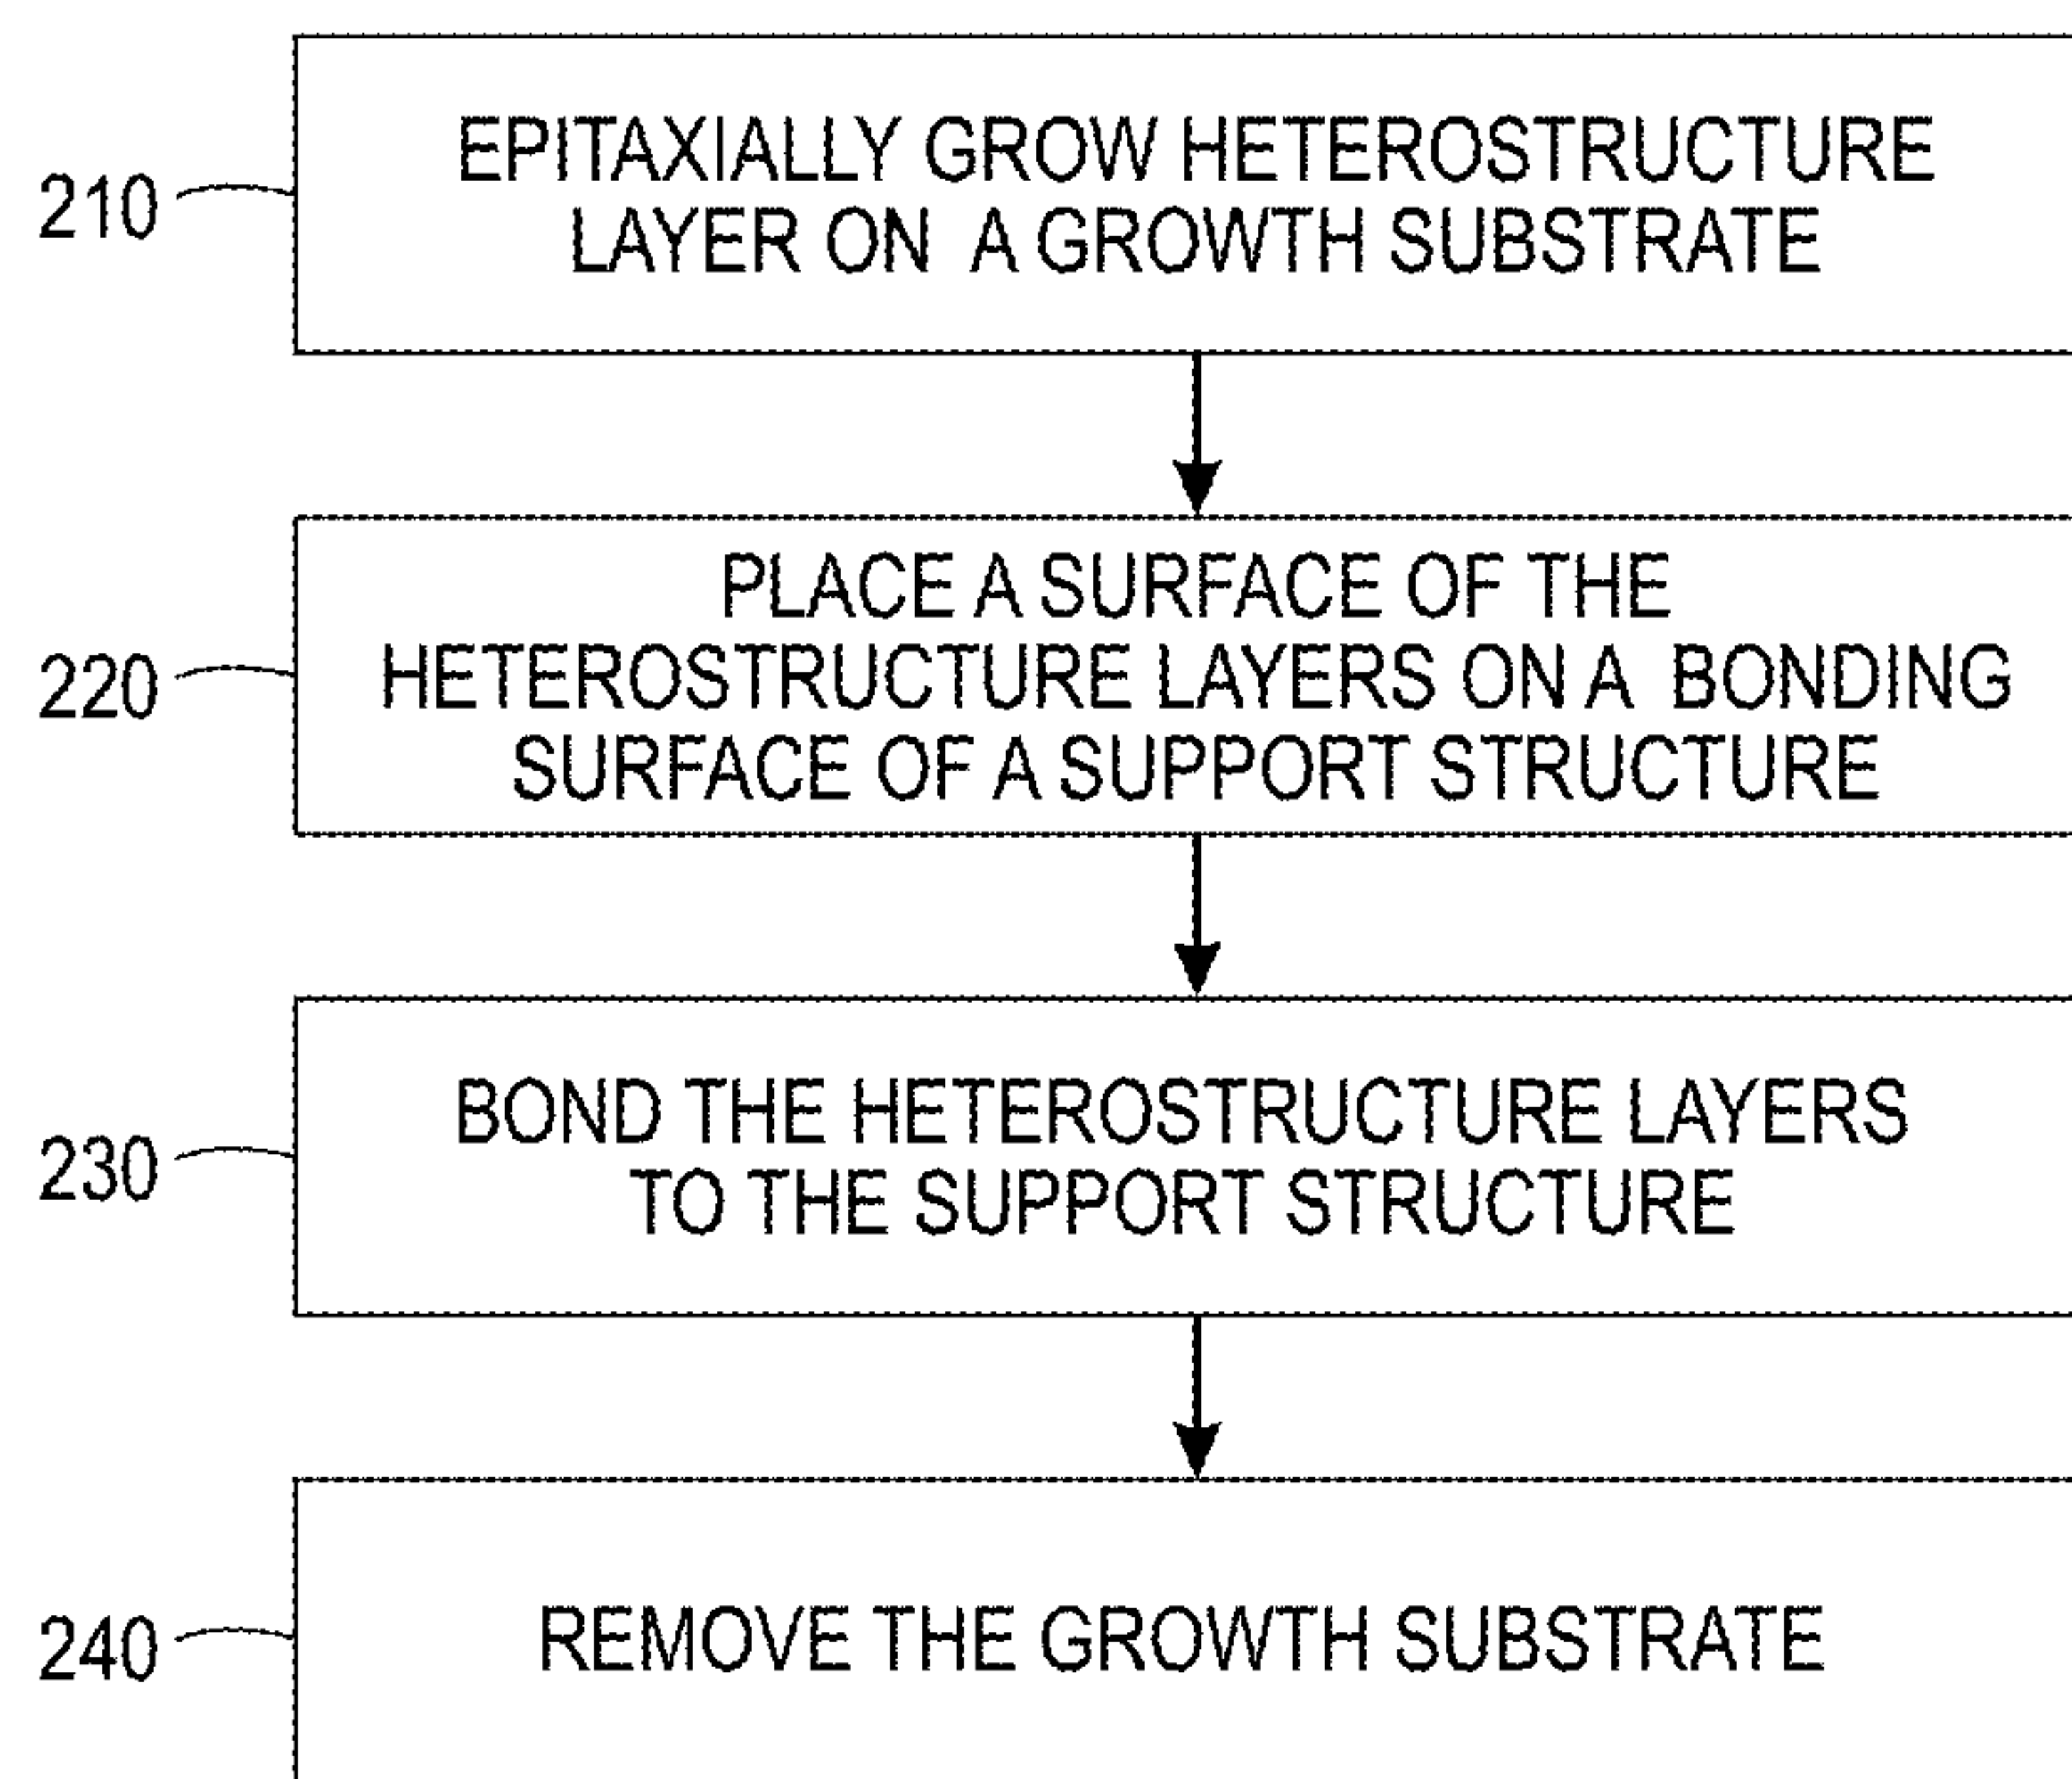 210
EPITAXIALLY GROW HETEROSTRUCTURE
LAYER ON A GROWTH SUBSTRATE
220
PLACE A SURFACE OF THE
HETEROSTRUCTURE LAYERS ON A BONDING
SURFACE OF A SUPPORT STRUCTURE
230
BOND THE HETEROSTRUCTURE LAYERS
TO THE SUPPORT STRUCTURE
240
REMOVE THE GROWTH SUBSTRATE